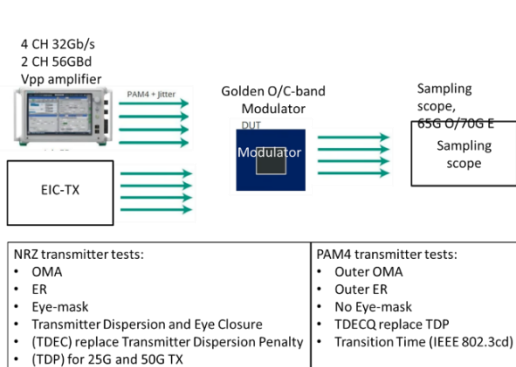 4 CH 32Gb/s
2 CH 56GBd
Vpp amplifier
PAM4 + Jitter
Golden O/C-band
Modulator
DUT
Modulator
Sampling
scope,
65G O/70G E
Sampling
scope
EIC-TX
NRZ transmitter tests:
• OMA
• ER
• Eye-mask
• Transmitter Dispersion and Eye Closure
• (TDEC) replace Transmitter Dispersion Penalty
• (TDP) for 25G and 50G TX
PAM4 transmitter tests:
• Outer OMA
• Outer ER
• No Eye-mask
• TDECQ replace TDP
• Transition Time (IEEE 802.3cd)